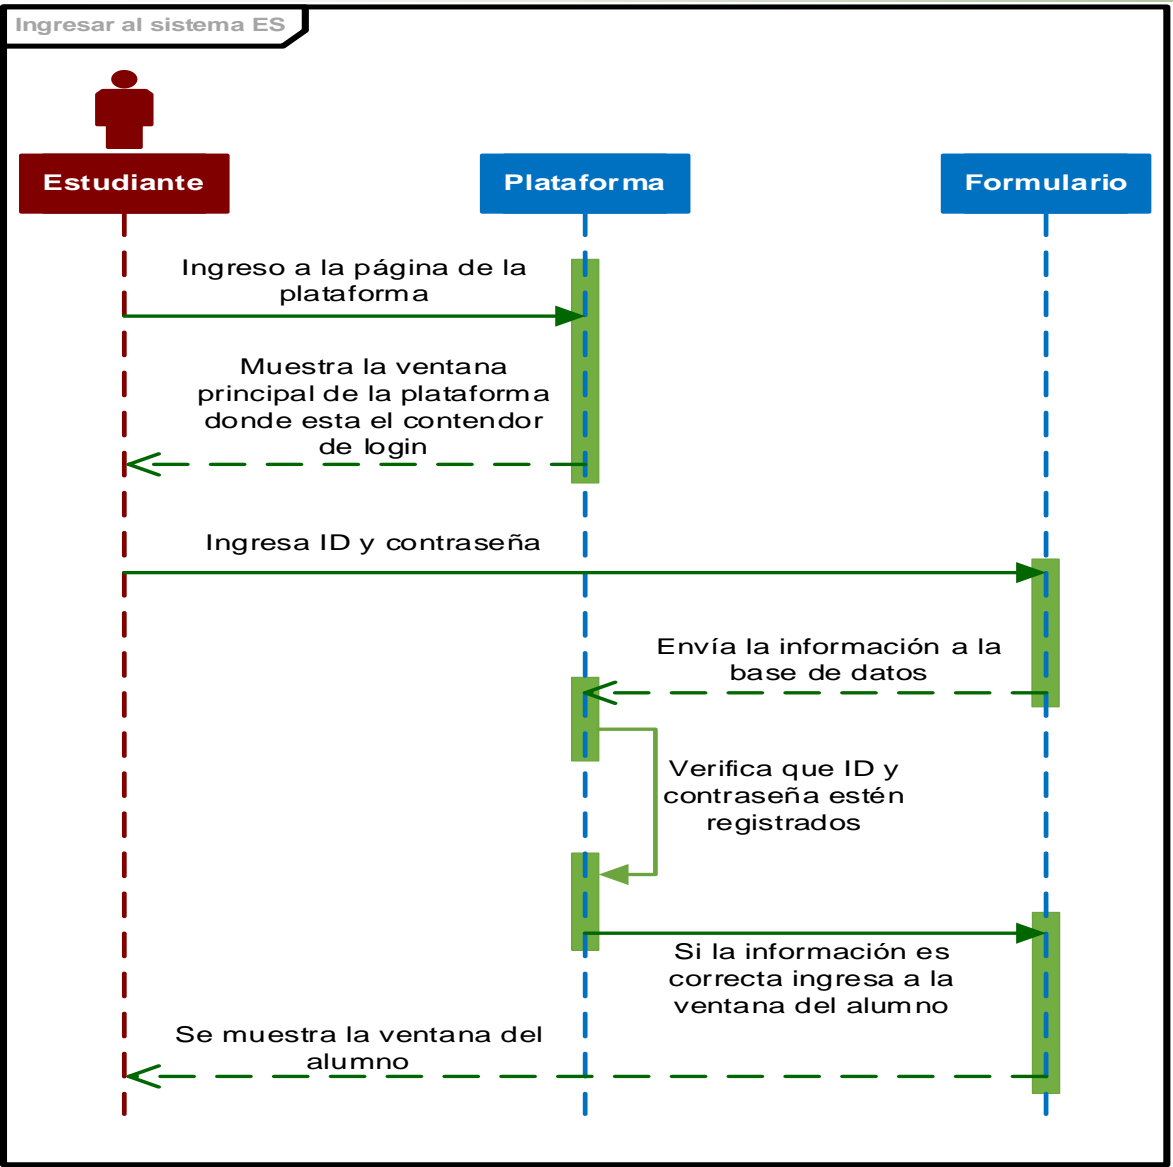 Ingresar al sistema ES
Estudiante
Plataforma
Formulario
Ingreso a la página de la
plataforma
Muestra la ventana
principal de la plataforma
donde esta el contendor
de login
Ingresa ID y contraseña
Envía la información a la
base de datos
Verifica que ID y
contraseña estén
registrados
Si la información es
correcta ingresa a la
ventana del alumno
Se muestra la ventana del
alumno